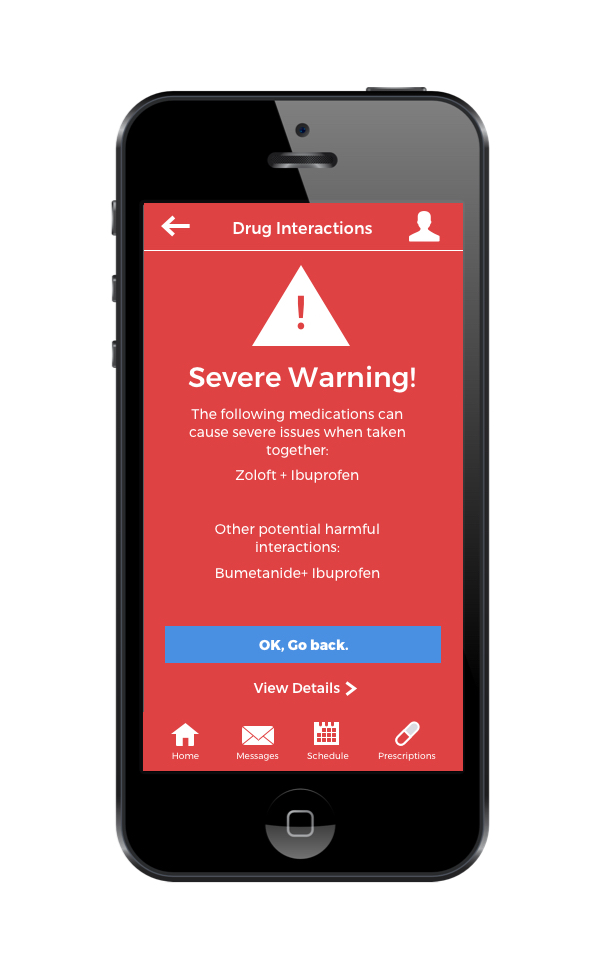 Drug Interactions
!
Severe Warning!
The following medications can
cause severe issues when taken
together:
Zoloft + Ibuprofen
Other potential harmful
interactions:
Bumetanide+ Ibuprofen
OK, Go back.
View Details
Home Messages Schedule Prescriptions